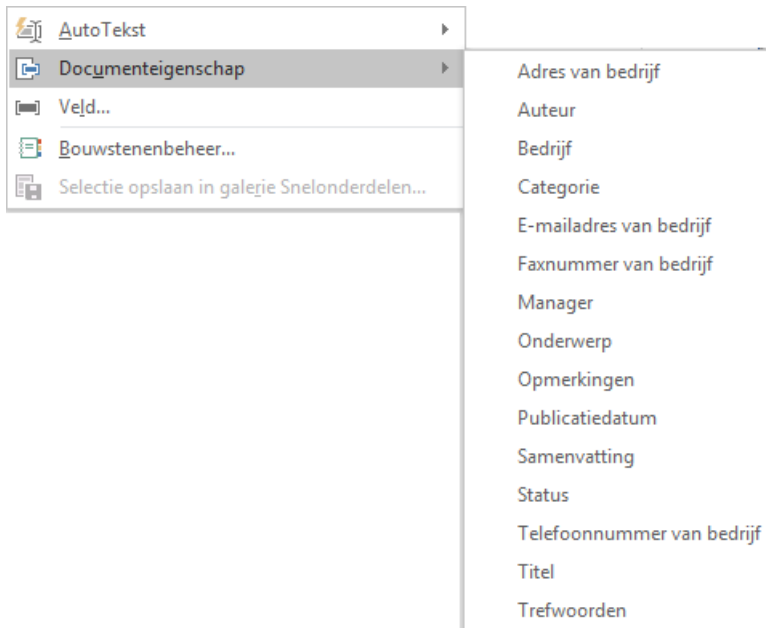 AutoTekst
Documenteigenschap
Veld...
Bouwstenenbeheer...
Selectie opslaan in galerie Snelonderdelen...
Adres van bedrijf
Auteur
Bedrijf
Categorie
E-mailadres van bedrijf
Faxnummer van bedrijf
Manager
Onderwerp
Opmerkingen
Publicatiedatum
Samenvatting
Status
Telefoonnummer van bedrijf
Titel
Trefwoorden